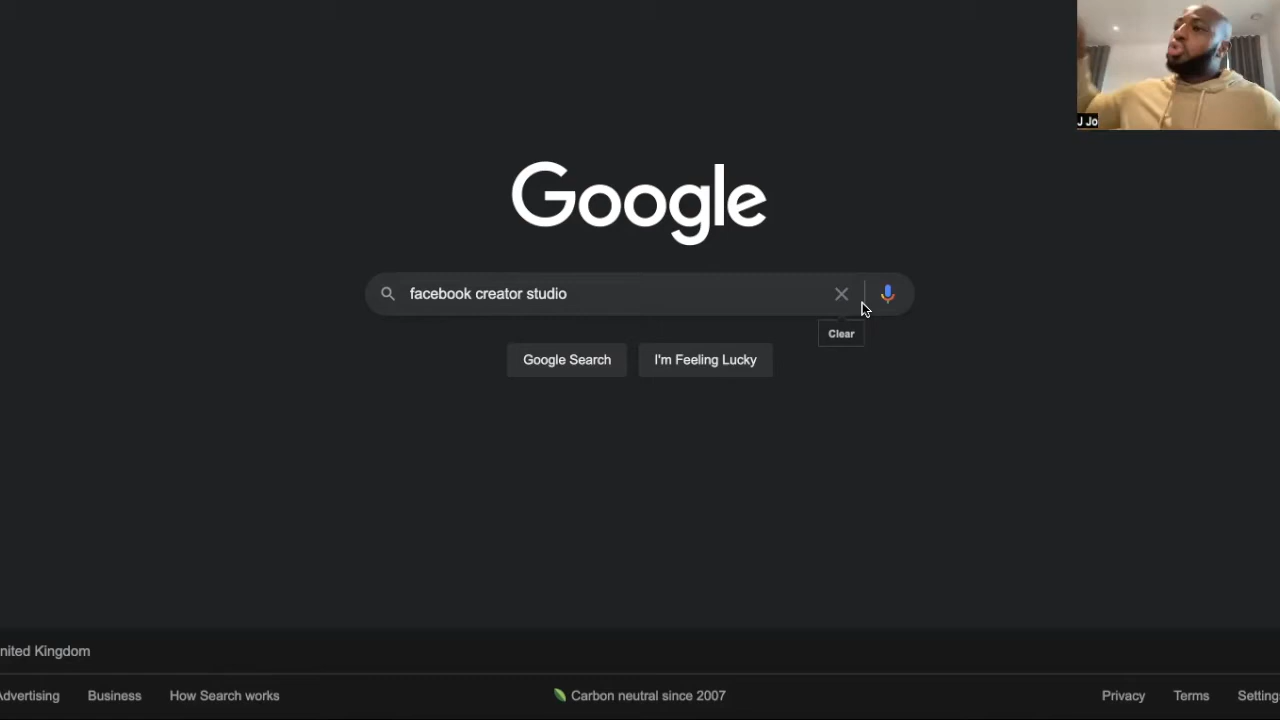 J Jo
Google
facebook creator studio
Clear
Google Search
I'm Feeling Lucky
nited Kingdom
Advertising
Business
How Search works
Carbon neutral since 2007
Privacy
Terms
Setting